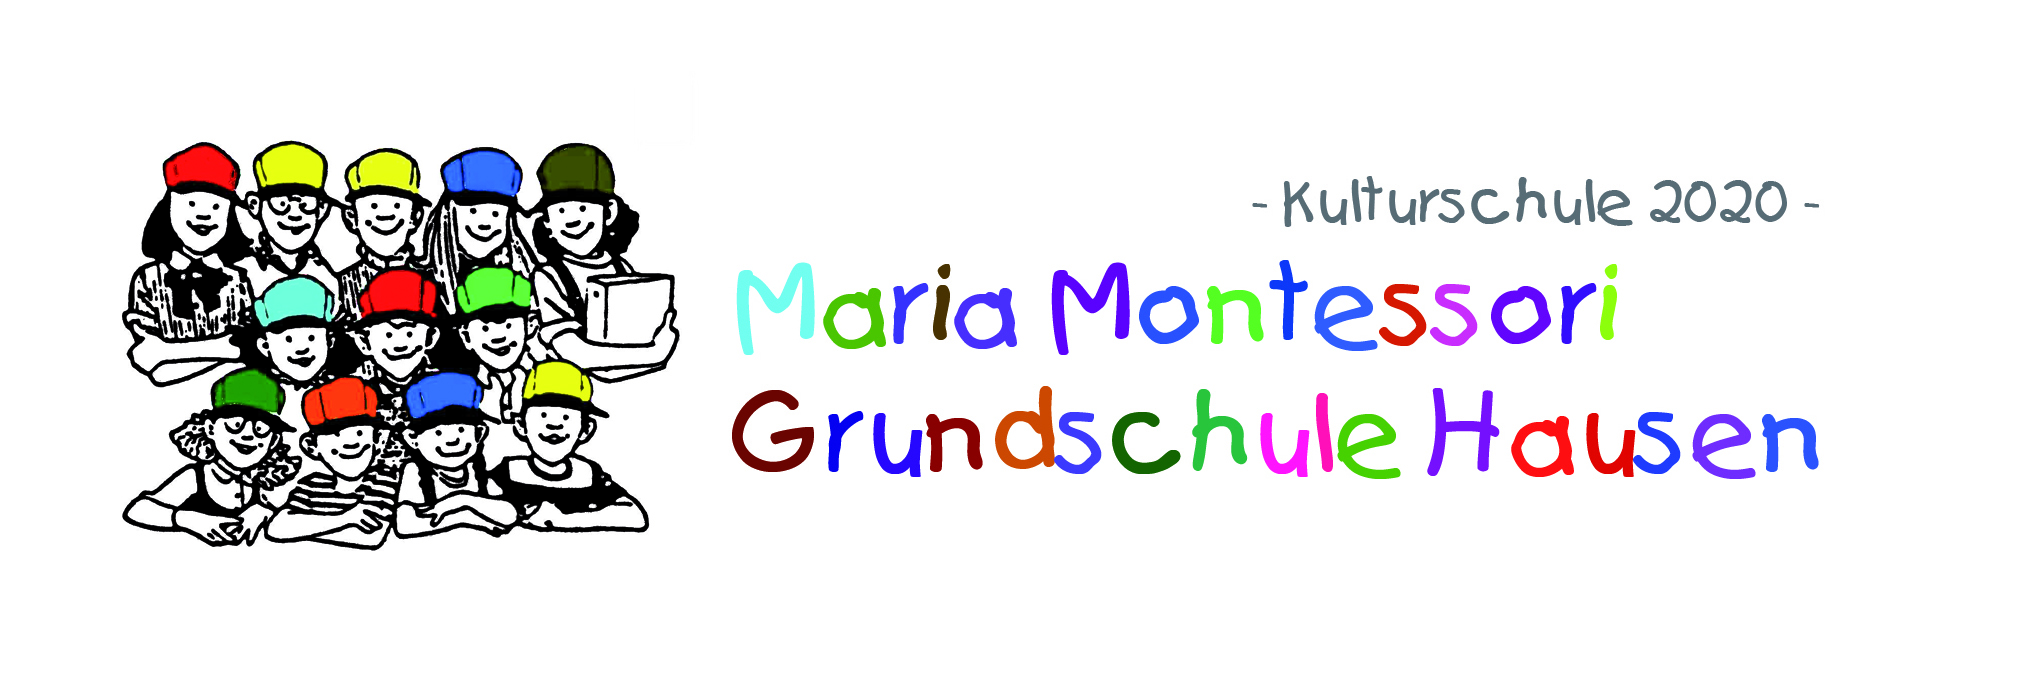 - Kulturschule 2020 -
Maria Montessori
Grundschule Hausen